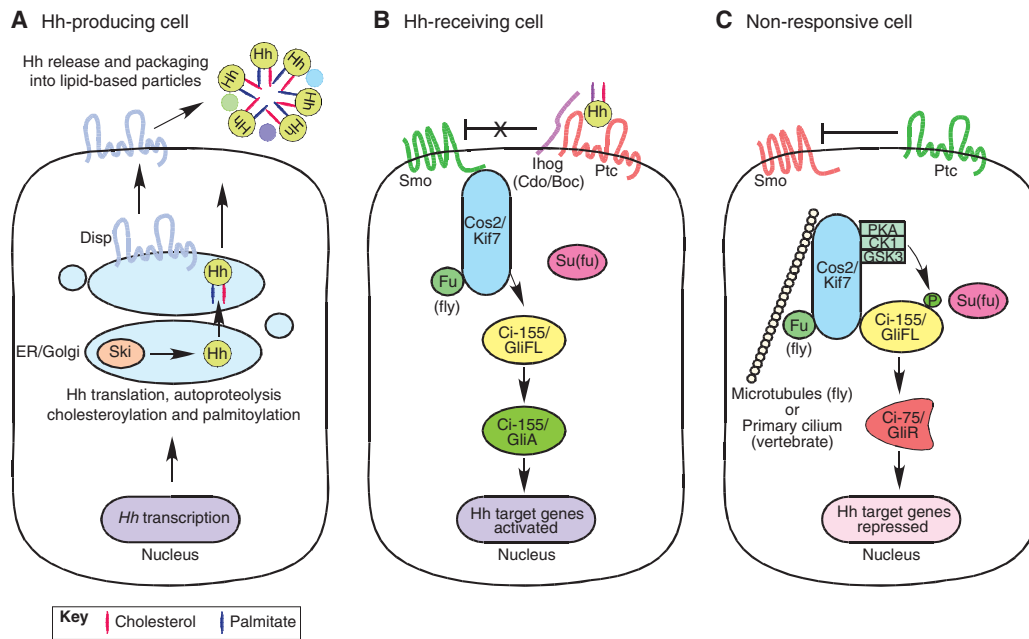 A Hh-producing cell
Hh release and packaging
into lipid-based particles
Hh
Hh
Hh
Hh
Hh
Hh
Hh
Hh
Disp
Hh
ER/Golgi
Ski
Hh
Hh translation, autoproteolysis
cholesteroylation and palmitoylation
Hh transcription
Nucleus
Key Cholesterol Palmitate
B Hh-receiving cell
Hh
X
Smo
Ihog
(Cdo/Boc)
Ptc
Cos2/
Kif7
Su(fu)
Fu
(fly)
Ci-155/
GliFL
Ci-155/
GliA
Hh target genes
activated
Nucleus
C Non-responsive cell
Smo
Ptc
PKA
CK1
GSK3
Cos2/
Kif7
P
Su(fu)
Fu
(fly)
Ci-155/
GliFL
Microtubules (fly)
or
Primary cilium
(vertebrate)
Ci-75/
GliR
Hh target genes
repressed
Nucleus